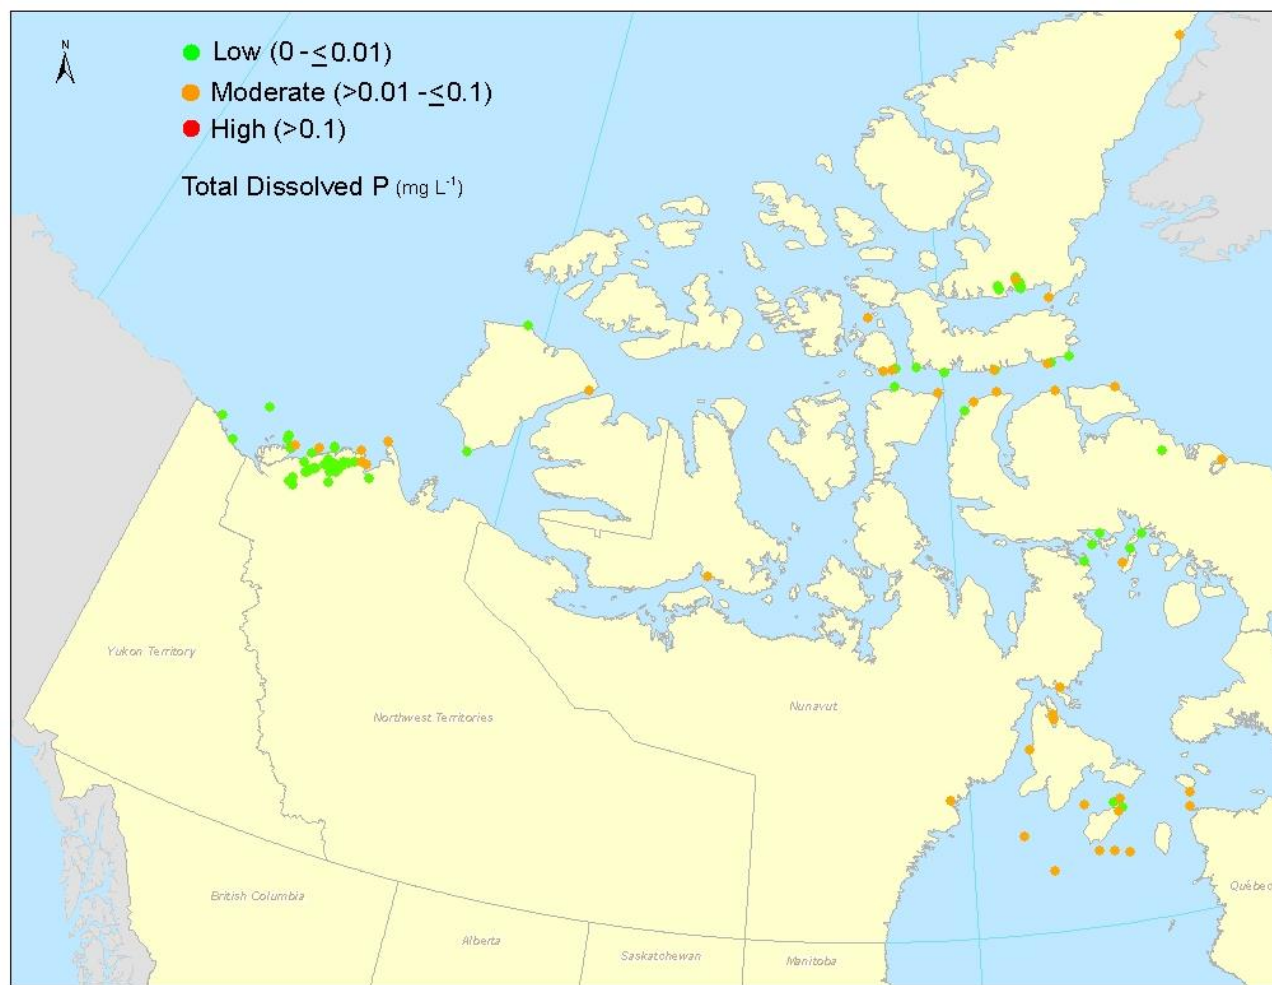 N
Low (0 -≤0.01)
Moderate (>0.01 -≤0.1)
High (>0.1)
Total Dissolved P (mg L⁻¹)
Yukon Territory
Northwest Territories
Nunavut
British Columbia
Alberta
Saskatchewan
Manitoba
Québec